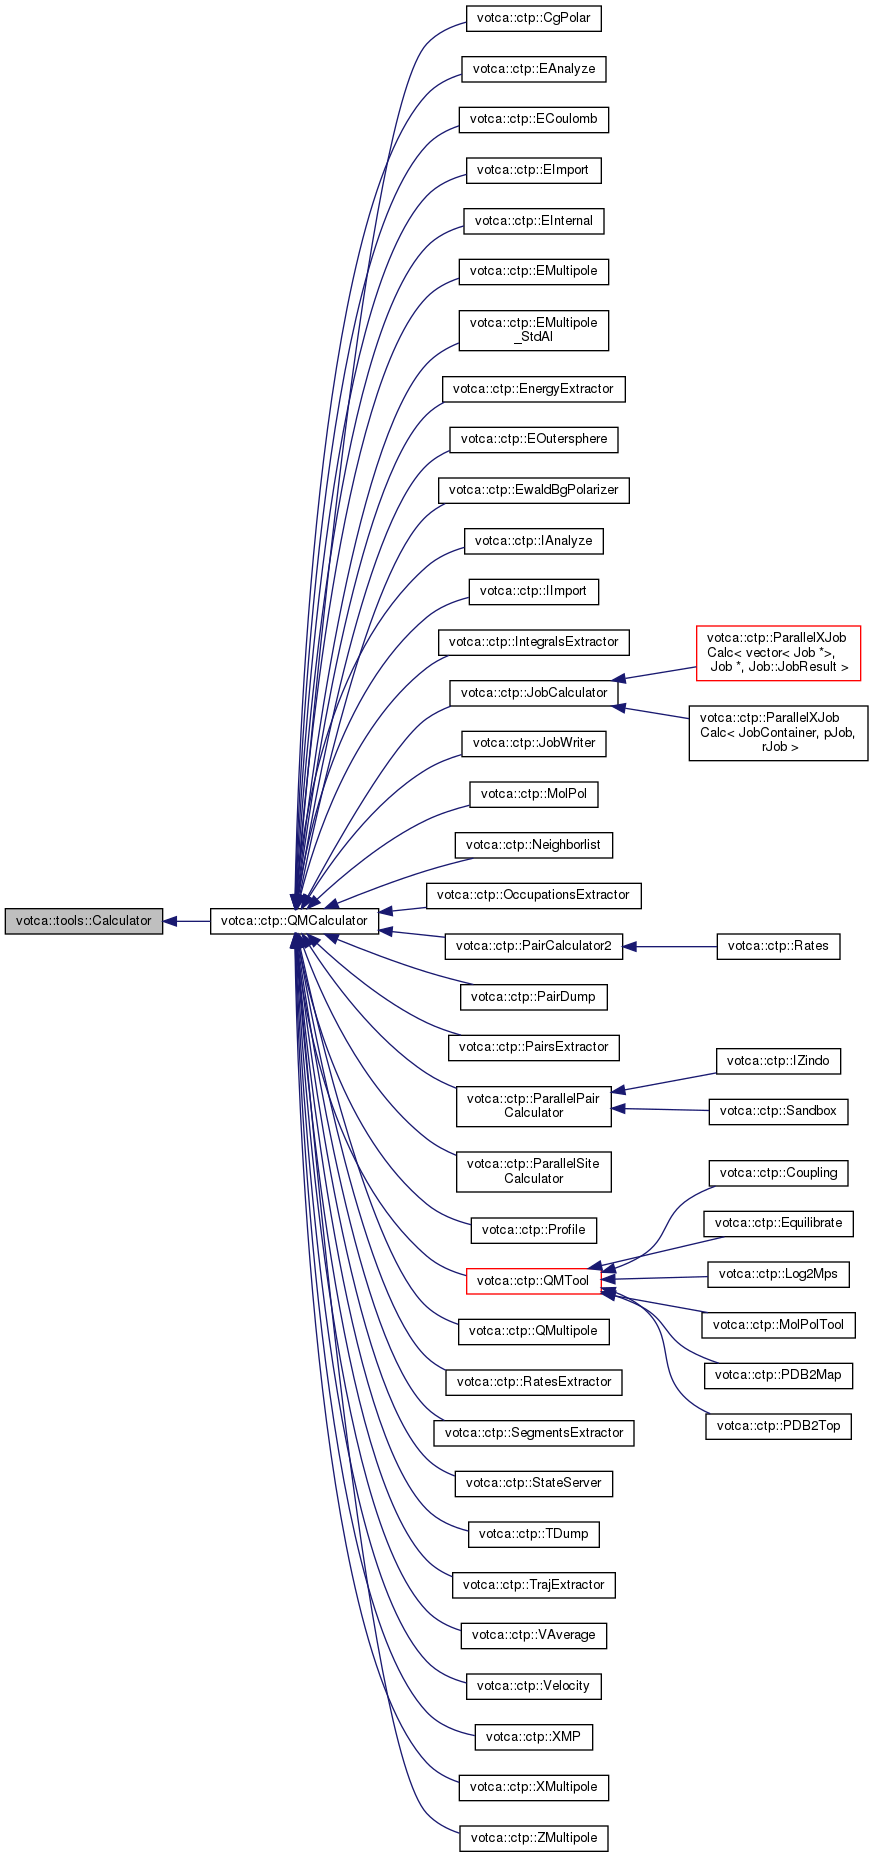 votca::tools::Calculator
votca::ctp::QMCalculator
votca::ctp::CgPolar
votca::ctp::EAnalyze
votca::ctp::ECoulomb
votca::ctp::EImport
votca::ctp::EInternal
votca::ctp::EMultipole
votca::ctp::EMultipole
_StdAl
votca::ctp::EnergyExtractor
votca::ctp::EOutersphere
votca::ctp::EwaldBgPolarizer
votca::ctp::IAnalyze
votca::ctp::IImport
votca::ctp::IntegralsExtractor
votca::ctp::JobCalculator
votca::ctp::ParallelXJob
Calc< vector< Job *>,
Job *, Job::JobResult >
votca::ctp::ParallelXJob
Calc< JobContainer, pJob,
rJob >
votca::ctp::JobWriter
votca::ctp::MolPol
votca::ctp::Neighborlist
votca::ctp::OccupationsExtractor
votca::ctp::PairCalculator2
votca::ctp::Rates
votca::ctp::PairDump
votca::ctp::PairsExtractor
votca::ctp::ParallelPair
Calculator
votca::ctp::IZindo
votca::ctp::Sandbox
votca::ctp::ParallelSite
Calculator
votca::ctp::Profile
votca::ctp::QMTool
votca::ctp::Coupling
votca::ctp::Equilibrate
votca::ctp::Log2Mps
votca::ctp::MolPolTool
votca::ctp::PDB2Map
votca::ctp::PDB2Top
votca::ctp::QMultipole
votca::ctp::RatesExtractor
votca::ctp::SegmentsExtractor
votca::ctp::StateServer
votca::ctp::TDump
votca::ctp::TrajExtractor
votca::ctp::VAverage
votca::ctp::Velocity
votca::ctp::XMP
votca::ctp::XMultipole
votca::ctp::ZMultipole